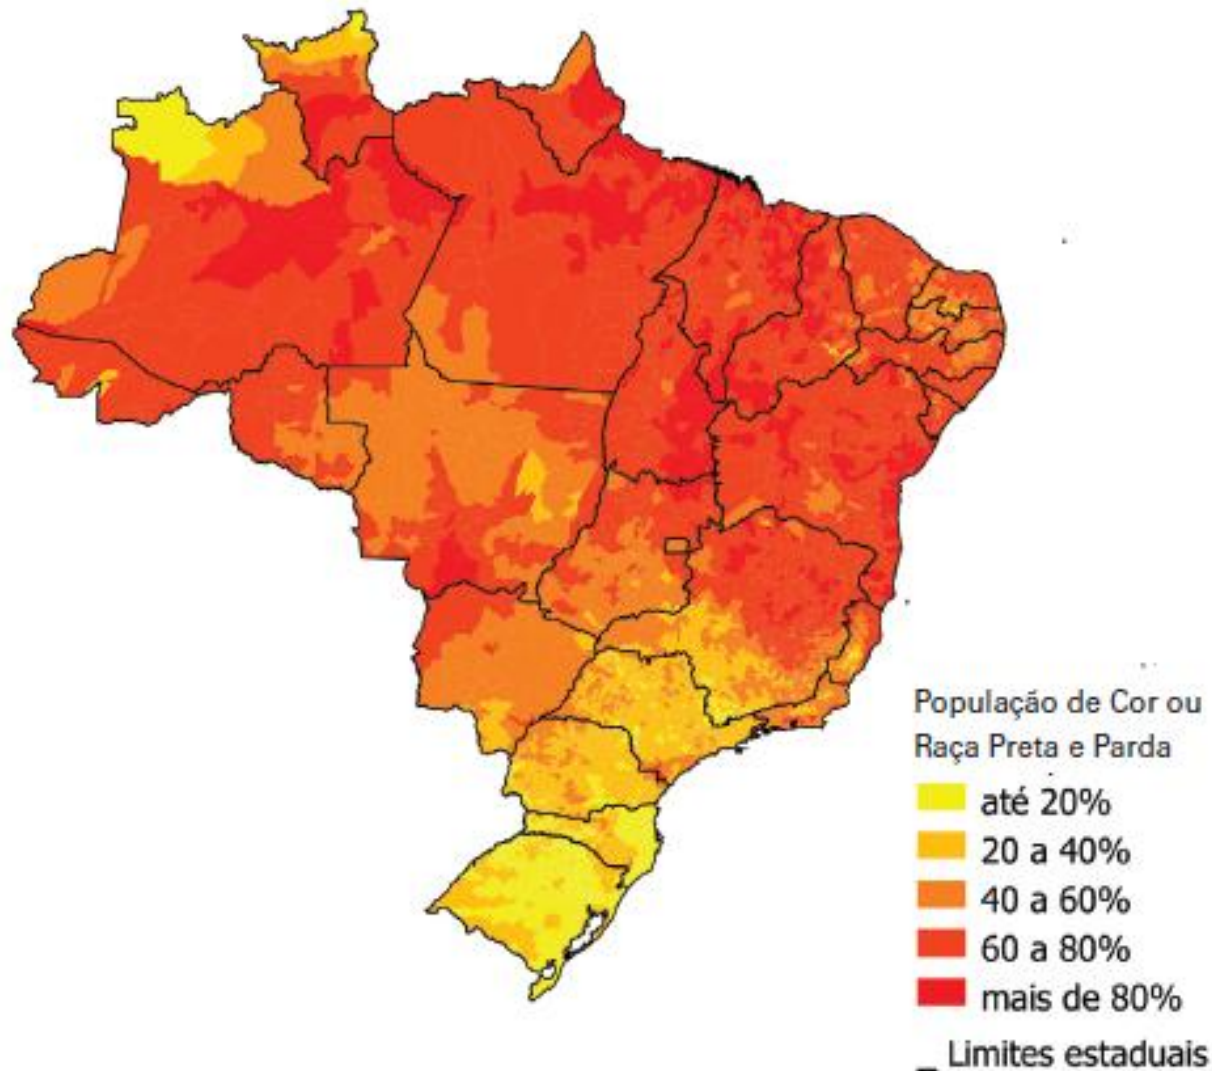 População de Cor ou
Raça Preta e Parda
até 20%
20 a 40%
40 a 60%
60 a 80%
mais de 80%
Limites estaduais